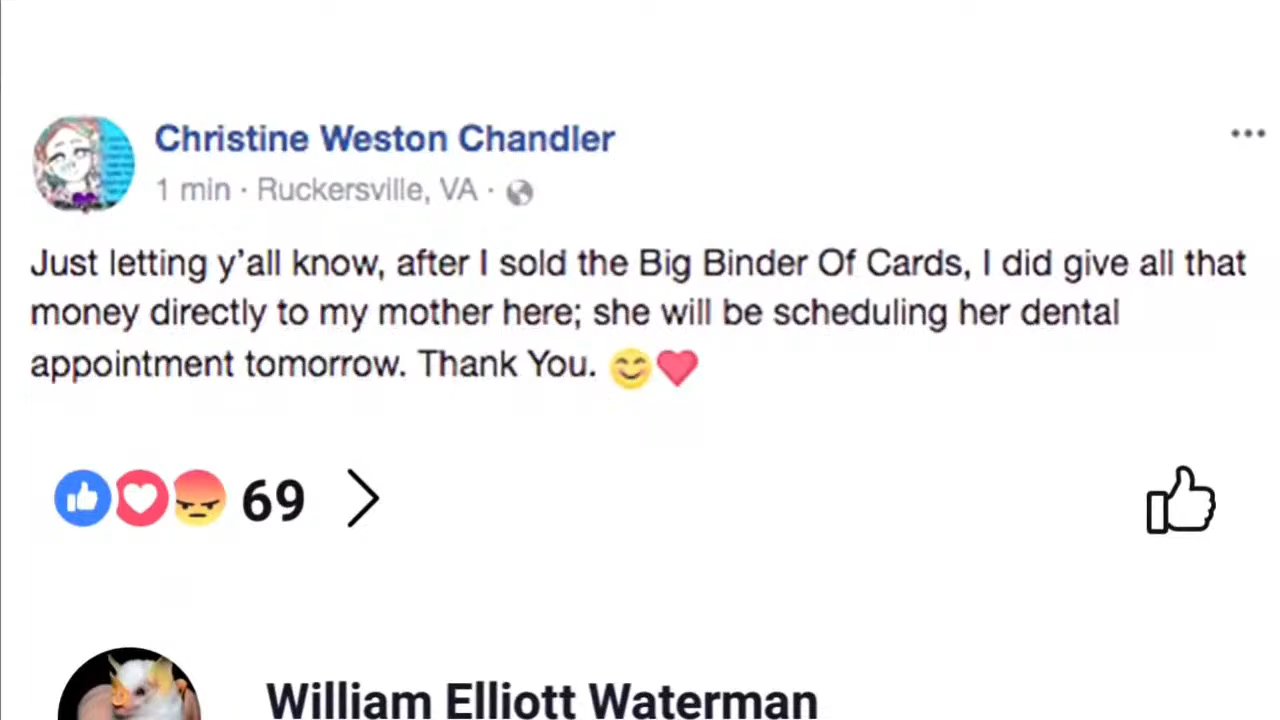 Christine Weston Chandler
1 min · Ruckersville, VA ·
Just letting y'all know, after I sold the Big Binder Of Cards, I did give all that
money directly to my mother here; she will be scheduling her dental
appointment tomorrow. Thank You. 😊❤️
69
William Elliott Waterman